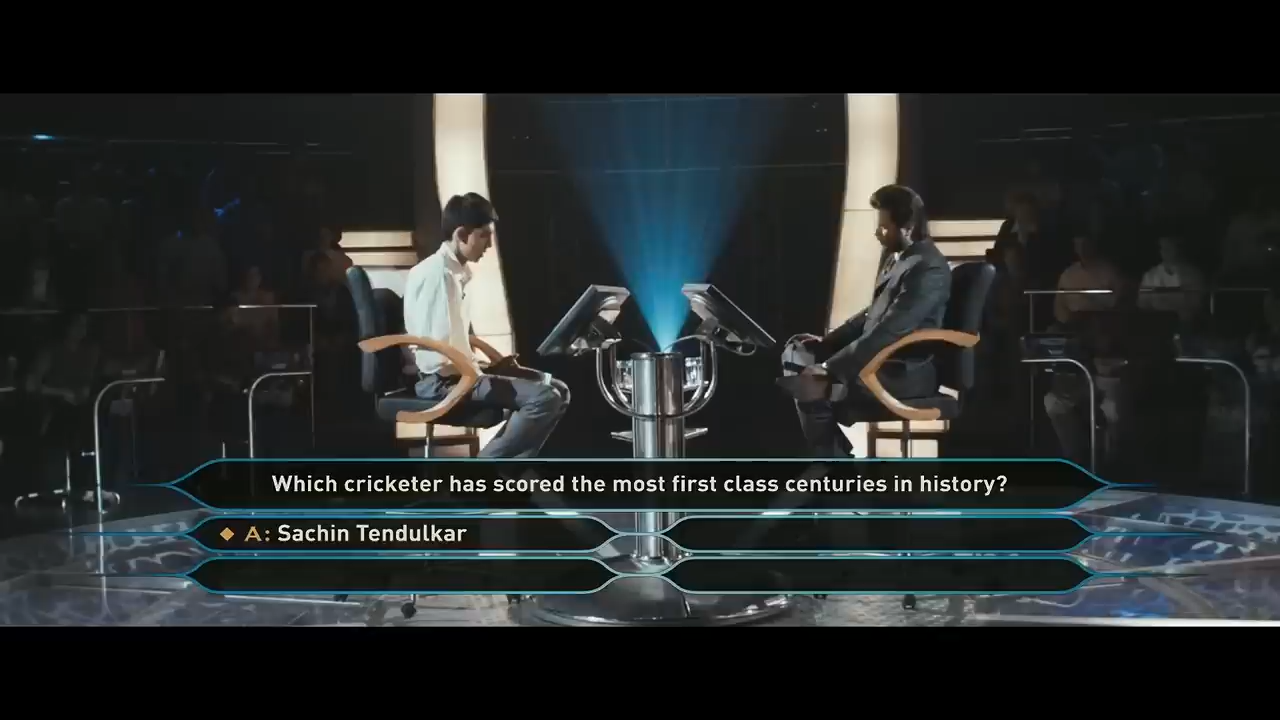 Which cricketer has scored the most first class centuries in history?
◆ A: Sachin Tendulkar